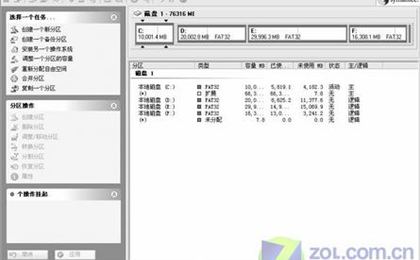 symantec.
选择一个任务...
创建一个新分区
创建一个备份分区
安装另一个操作系统
调整一个分区的容量
重新分配自由空间
合并分区
复制一个分区
分区操作
创建分区
删除分区
调整/移动分区
转换分区
分割分区
恢复分区
属性
0 个操作挂起
撤销
应用
磁盘 1 - 76316 MB
C:
10,001.4 MB
D:
20,002.8 MB FAT32
E:
29,996.3 MB FAT32
F:
16,308.1 MB FAT32
分区 类型 容量 MB 已使... 未使用 MB 状态 主/逻辑
磁盘 1
本地磁盘 (C:) FAT32 10,0... 5,819.1 4,182.3 活动 主
(*) 扩展 66,3... 66,3... 7.8 无 主
本地磁盘 (D:) FAT32 20,0... 8,625.2 11,377.6 无 逻辑
本地磁盘 (E:) FAT32 29,9... 14,9... 15,069.9 无 逻辑
本地磁盘 (F:) FAT32 16,3... 13,0... 3,241.2 无 逻辑
(*) 未分配 7.8 0.0 0.0 无 主
ZOL.com.cn
中关村在线